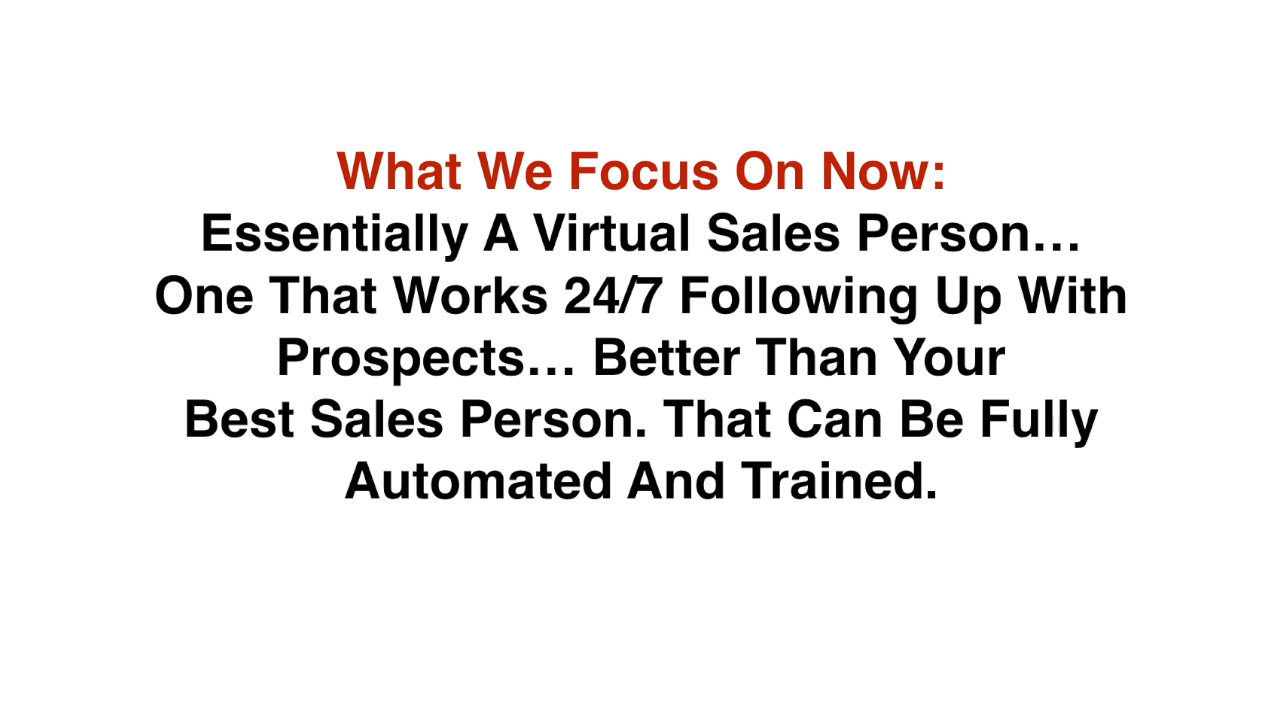 What We Focus On Now:
Essentially A Virtual Sales Person…
One That Works 24/7 Following Up With
Prospects… Better Than Your
Best Sales Person. That Can Be Fully
Automated And Trained.